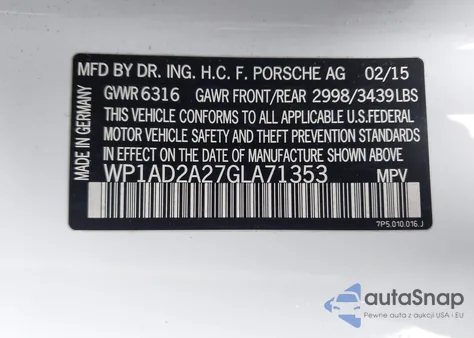 MFD BY DR. ING. H.C. F. PORSCHE AG 02/15
GVWR 6316 GAWR FRONT/REAR 2998/3439LBS
THIS VEHICLE CONFORMS TO ALL APPLICABLE U.S.FEDERAL
MOTOR VEHICLE SAFETY AND THEFT PREVENTION STANDARDS
IN EFFECT ON THE DATE OF MANUFACTURE SHOWN ABOVE.
WP1AD2A27GLA71353 MPV
MADE IN GERMANY
7P5.010.016.J
autoSnap
Pewne auta z aukcji USA i EU